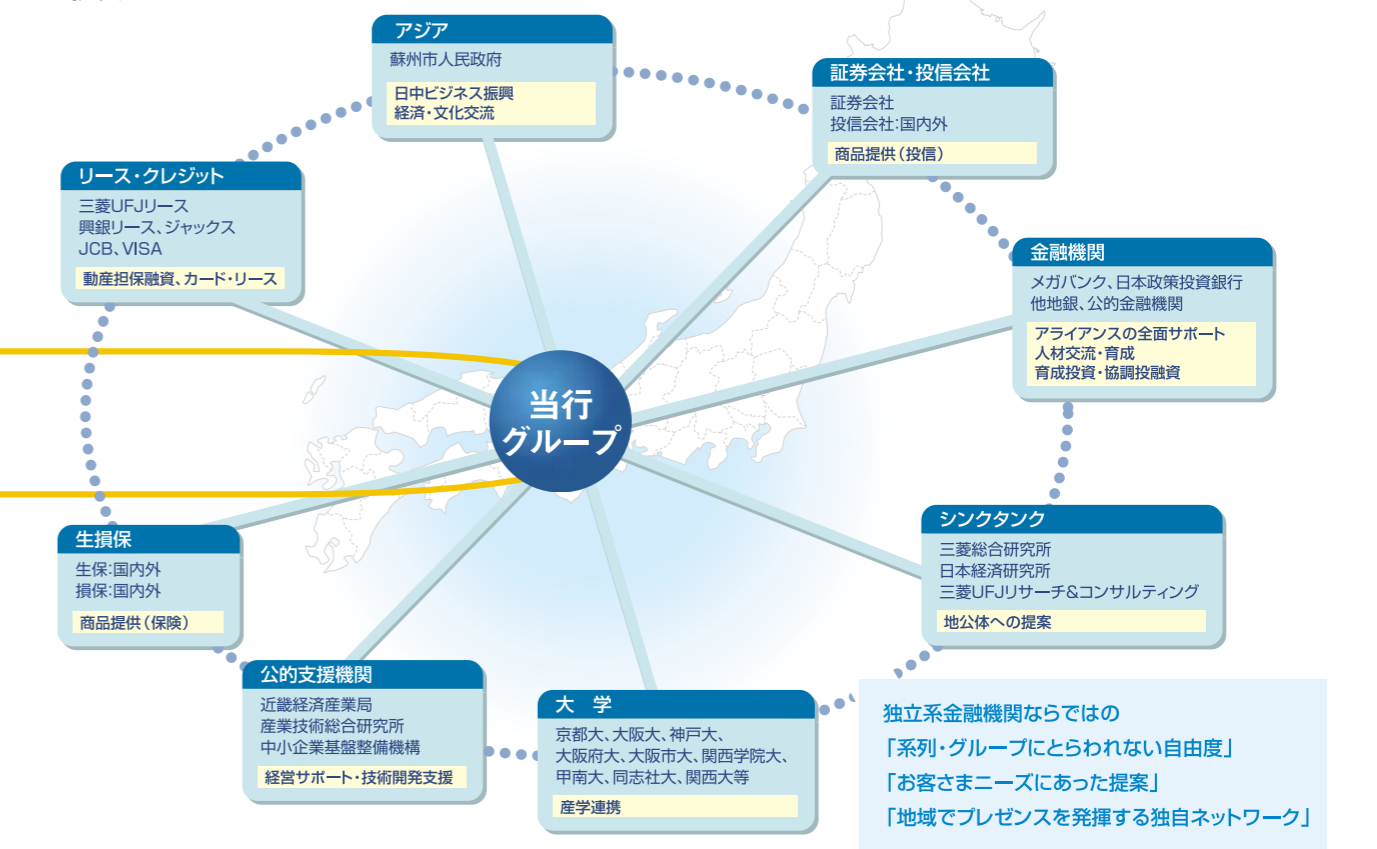 アジア
蘇州市人民政府
日中ビジネス振興
経済・文化交流
証券会社・投信会社
証券会社
投信会社:国内外
商品提供（投信）
リース・クレジット
三菱UFJリース
興銀リース、ジャックス
JCB、VISA
動産担保融資、カード・リース
金融機関
メガバンク、日本政策投資銀行
他地銀、公的金融機関
アライアンスの全面サポート
人材交流・育成
育成投資・協調投融資
当行
グループ
シンクタンク
三菱総合研究所
日本経済研究所
三菱UFJリサーチ&コンサルティング
地公体への提案
生損保
生保:国内外
損保:国内外
商品提供（保険）
公的支援機関
近畿経済産業局
産業技術総合研究所
中小企業基盤整備機構
経営サポート・技術開発支援
大　学
京都大、大阪大、神戸大、
大阪府大、大阪市大、関西学院大、
甲南大、同志社大、関西大等
産学連携
独立系金融機関ならではの
「系列・グループにとらわれない自由度」
「お客さまニーズにあった提案」
「地域でプレゼンスを発揮する独自ネットワーク」